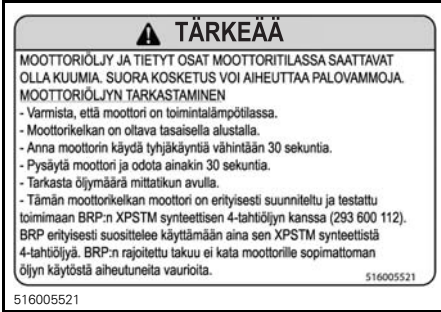 TÄRKEÄÄ
MOOTTORIÖLJY JA TIETYT OSAT MOOTTORITILASSA SAATTAVAT
OLLA KUUMIA. SUORA KOSKETUS VOI AIHEUTTAA PALOVAMMOJA.
MOOTTORIÖLJYN TARKASTAMINEN
- Varmista, että moottori on toimintalämpötilassa.
- Moottorikelkan on oltava tasaisella alustalla.
- Anna moottorin käydä tyhjäkäyntiä vähintään 30 sekuntia.
- Pysäytä moottori ja odota ainakin 30 sekuntia.
- Tarkasta öljymäärä mittatikun avulla.
- Tämän moottorikelkan moottori on erityisesti suunniteltu ja testattu
toimimaan BRP:n XPSTM synteettisen 4-tahtiöljyn kanssa (293 600 112).
BRP erityisesti suosittelee käyttämään aina sen XPSTM synteettistä
4-tahtiöljyä. BRP:n rajoitettu takuu ei kata moottorille sopimattoman
öljyn käytöstä aiheutuneita vaurioita.
516005521
516005521